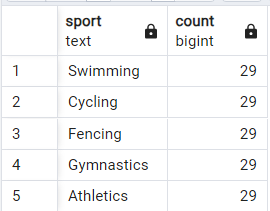 sport count
text bigint
1 Swimming 29
2 Cycling 29
3 Fencing 29
4 Gymnastics 29
5 Athletics 29